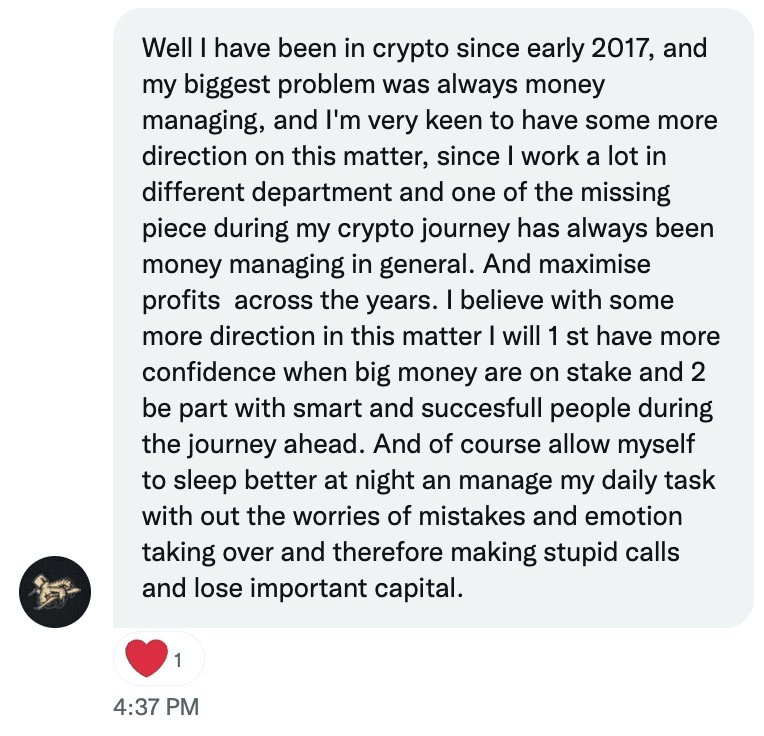 Well I have been in crypto since early 2017, and
my biggest problem was always money
managing, and I'm very keen to have some more
direction on this matter, since I work a lot in
different department and one of the missing
piece during my crypto journey has always been
money managing in general. And maximise
profits  across the years. I believe with some
more direction in this matter I will 1 st have more
confidence when big money are on stake and 2
be part with smart and succesfull people during
the journey ahead. And of course allow myself
to sleep better at night an manage my daily task
with out the worries of mistakes and emotion
taking over and therefore making stupid calls
and lose important capital.
1
4:37 PM